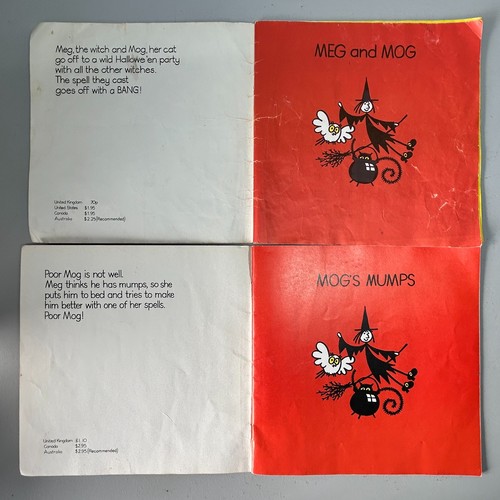 Meg, the witch and Mog, her cat
go off to a wild Hallowe'en party
with all the other witches.
The spell they cast
goes off with a BANG!
United Kingdom 70p
United States $1.95
Canada $1.95
Australia $2.25 (Recommended)
MEG and MOG
Poor Mog is not well.
Meg thinks he has mumps, so she
puts him to bed and tries to make
him better with one of her spells.
Poor Mog!
United Kingdom £1.10
Canada $2.95
Australia $2.95 (Recommended)
MOG'S MUMPS